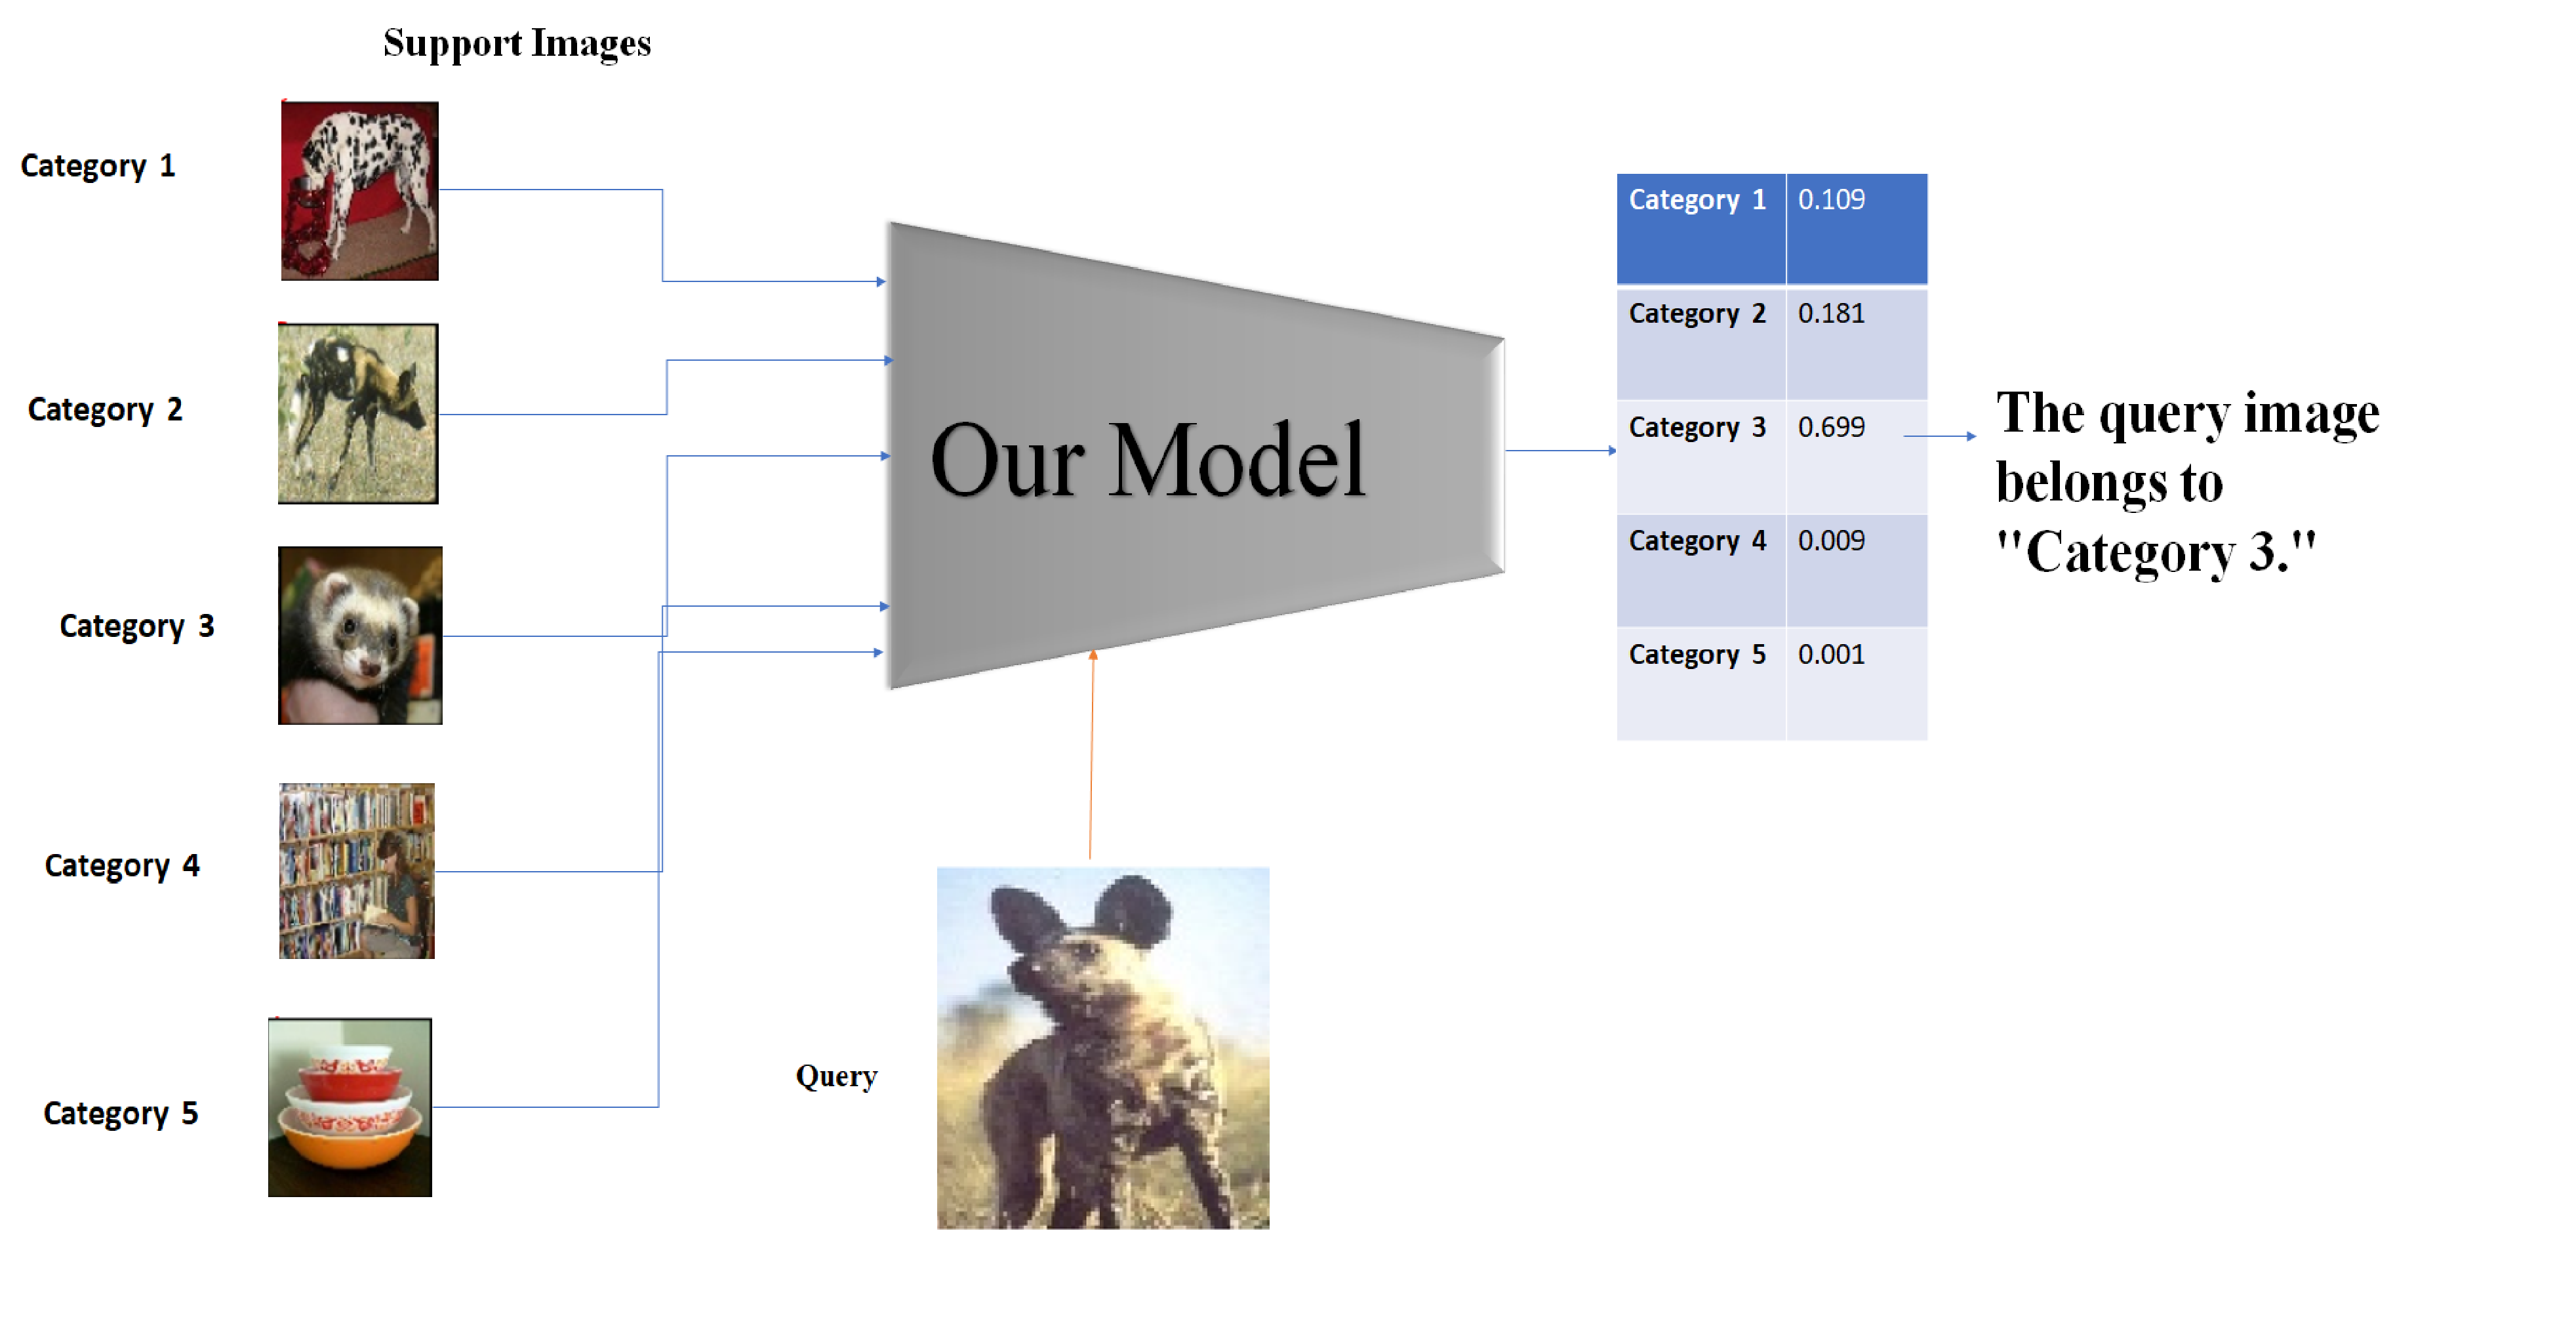 Support Images
Category 1
Category 2
Category 3
Category 4
Category 5
Our Model
Query
Category 1 0.109
Category 2 0.181
Category 3 0.699
Category 4 0.009
Category 5 0.001
The query image
belongs to
"Category 3."